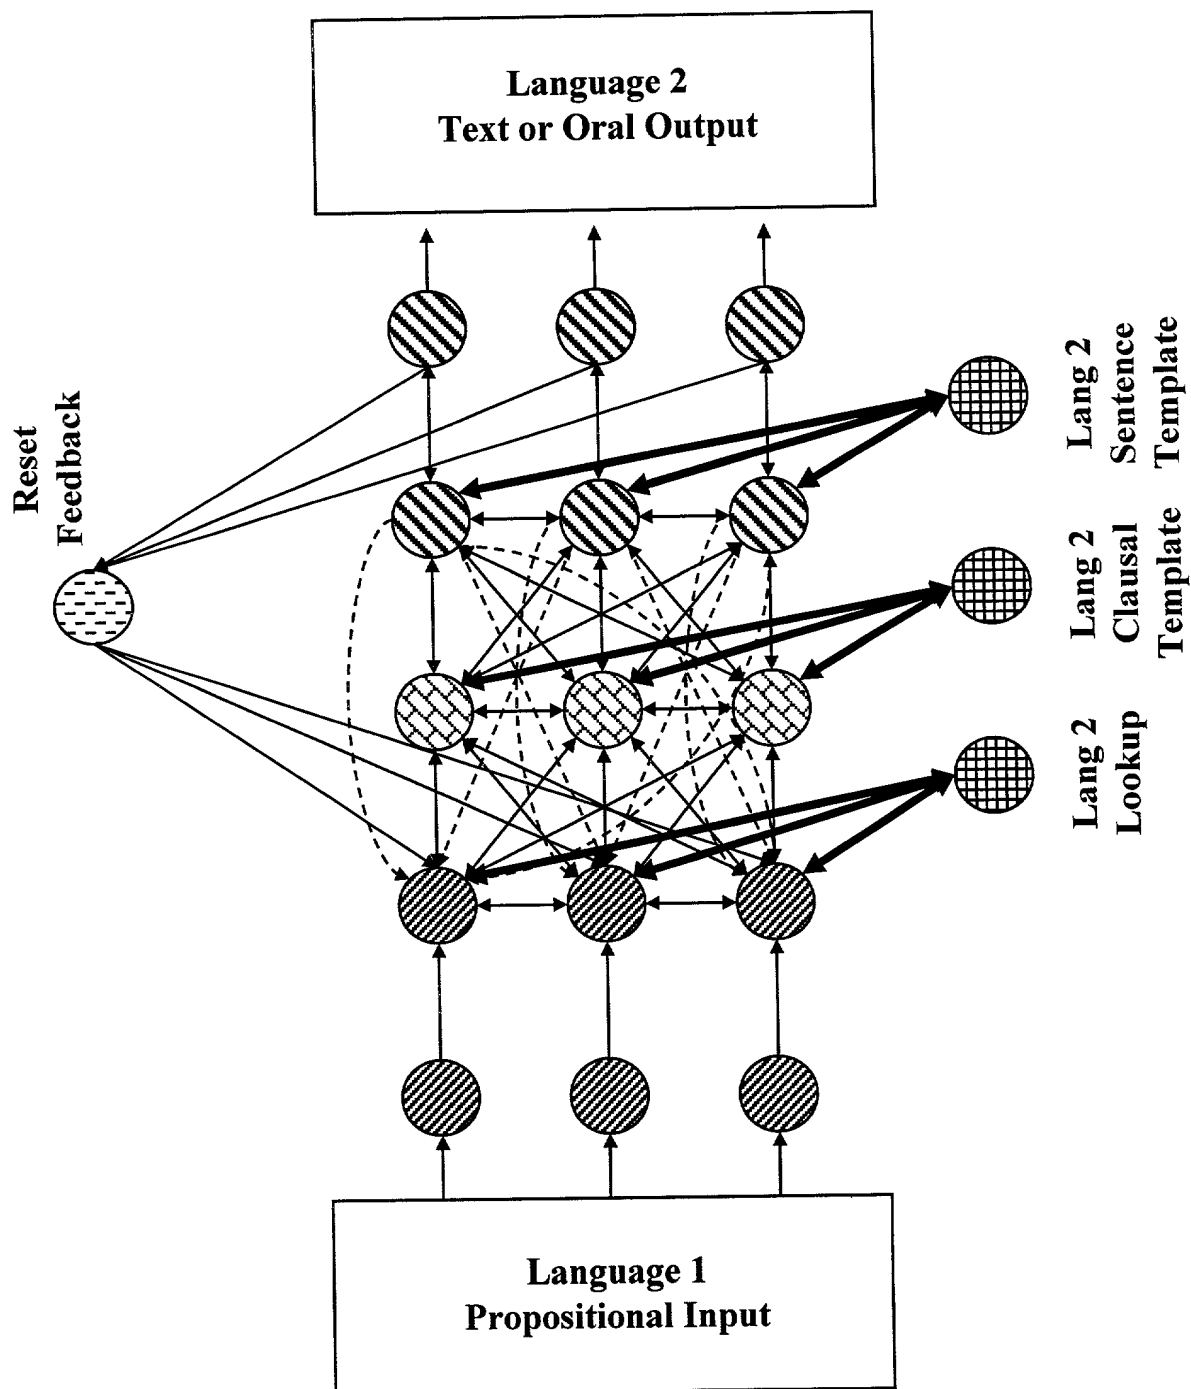 Language 2
Text or Oral Output
Reset
Feedback
Lang 2
Sentence
Template
Lang 2
Clausal
Template
Lang 2
Lookup
Language 1
Propositional Input